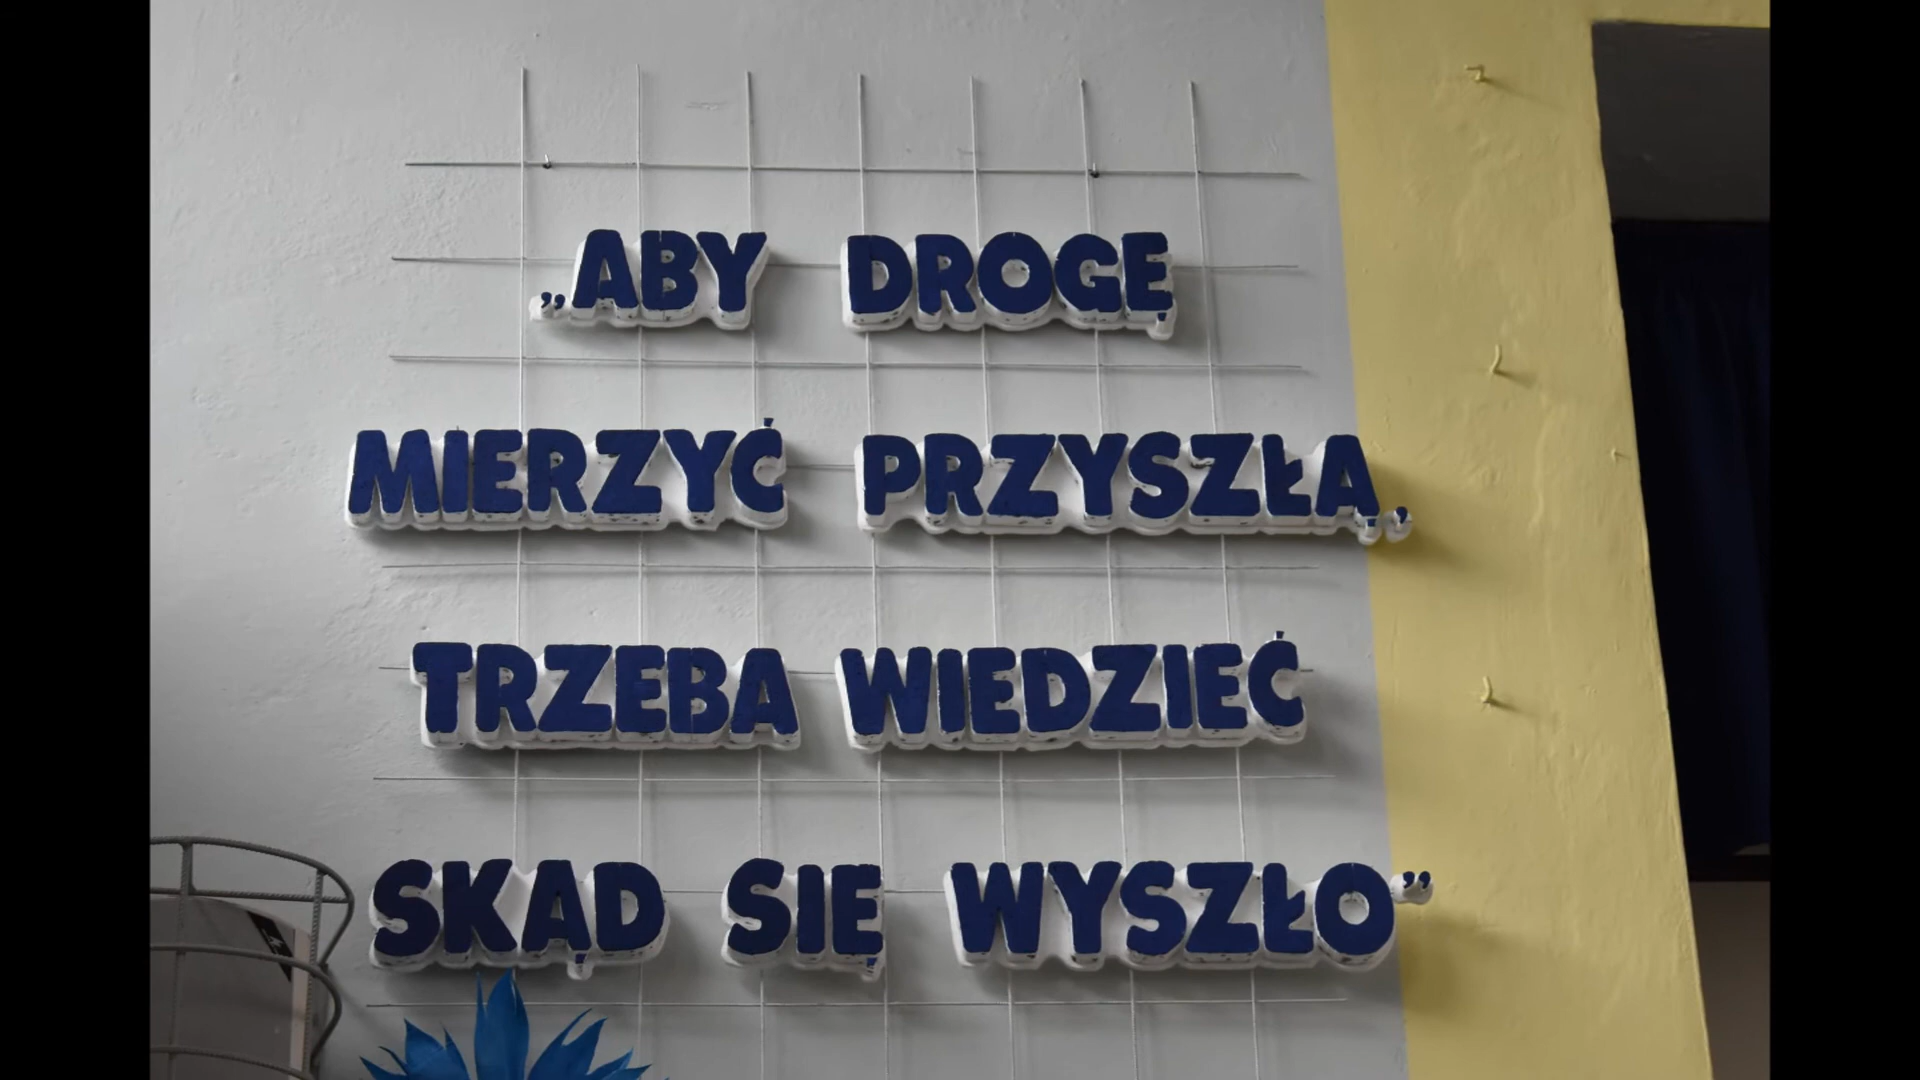 „ABY DROGĘ
MIERZYĆ PRZYSZŁĄ,
TRZEBA WIEDZIEĆ
SKĄD SIĘ WYSZŁO”